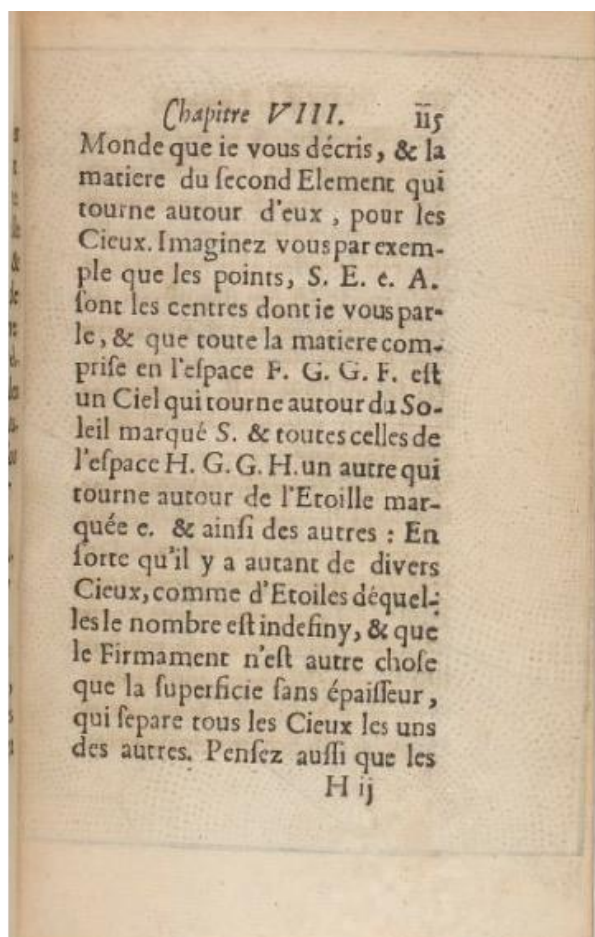 Chapitre VIII. 115
Monde que ie vous décris, & la
matiere du ſecond Element qui
tourne autour d'eux, pour les
Cieux. Imaginez vous par exem-
ple que les points, S. E. e. A.
ſont les centres dont ie vous par-
le, & que toute la matiere com-
priſe en l'eſpace F. G. G. F. eſt
un Ciel qui tourne autour du So-
leil marqué S. & toutes celles de
l'eſpace H. G. G. H. un autre qui
tourne autour de l'Etoille mar-
quée e. & ainſi des autres : En
ſorte qu'il y a autant de divers
Cieux, comme d'Etoiles déquel-
les le nombre eſt indefiny, & que
le Firmament n'eſt autre choſe
que la ſuperficie ſans épaiſſeur,
qui ſepare tous les Cieux les uns
des autres. Penſez auſſi que les
H ij